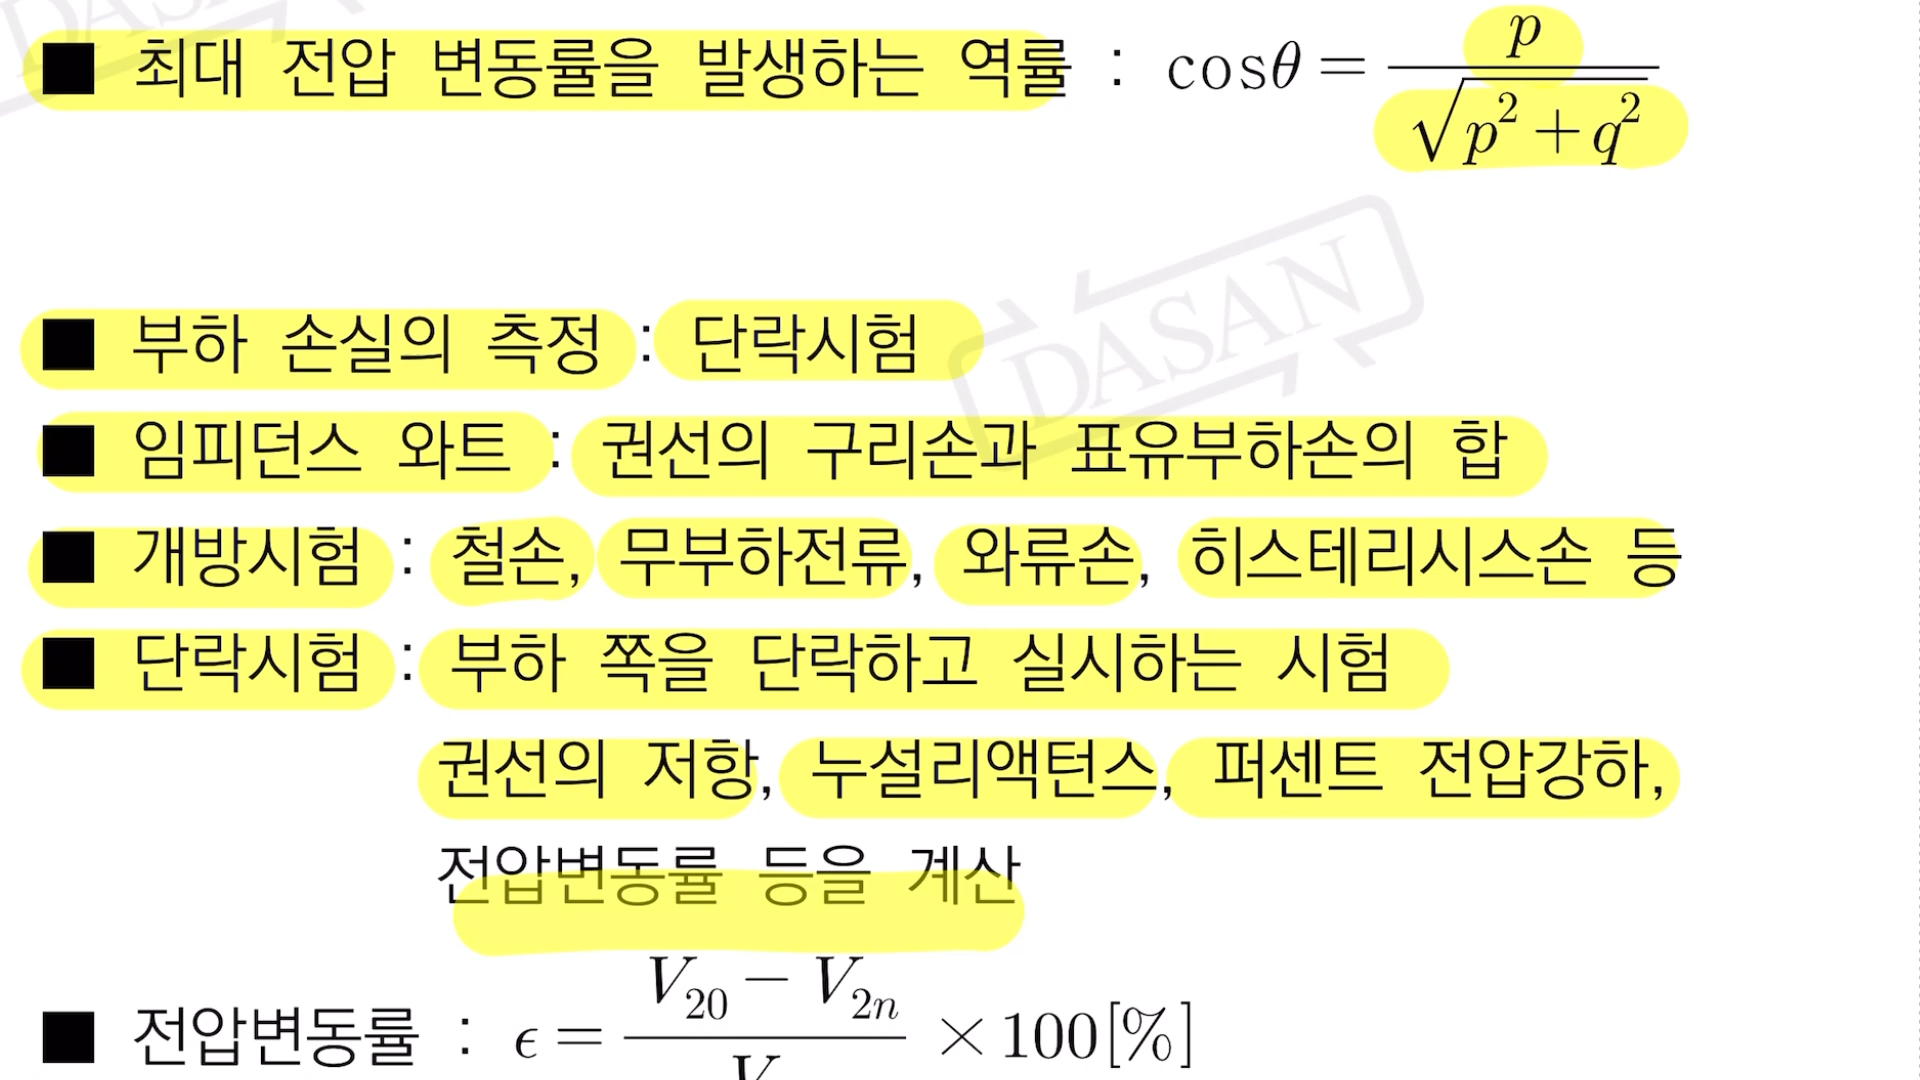 DASAN
■ 최대 전압 변동률을 발생하는 역률 : cosθ = p / √(p² + q²)
DASAN
■ 부하 손실의 측정 : 단락시험
■ 임피던스 와트 : 권선의 구리손과 표유부하손의 합
■ 개방시험 : 철손, 무부하전류, 와류손, 히스테리시스손 등
■ 단락시험 : 부하 쪽을 단락하고 실시하는 시험
권선의 저항, 누설리액턴스, 퍼센트 전압강하,
전압변동률 등을 계산
■ 전압변동률 : ϵ = (V₂₀ − V₂ₙ) / V × 100[%]